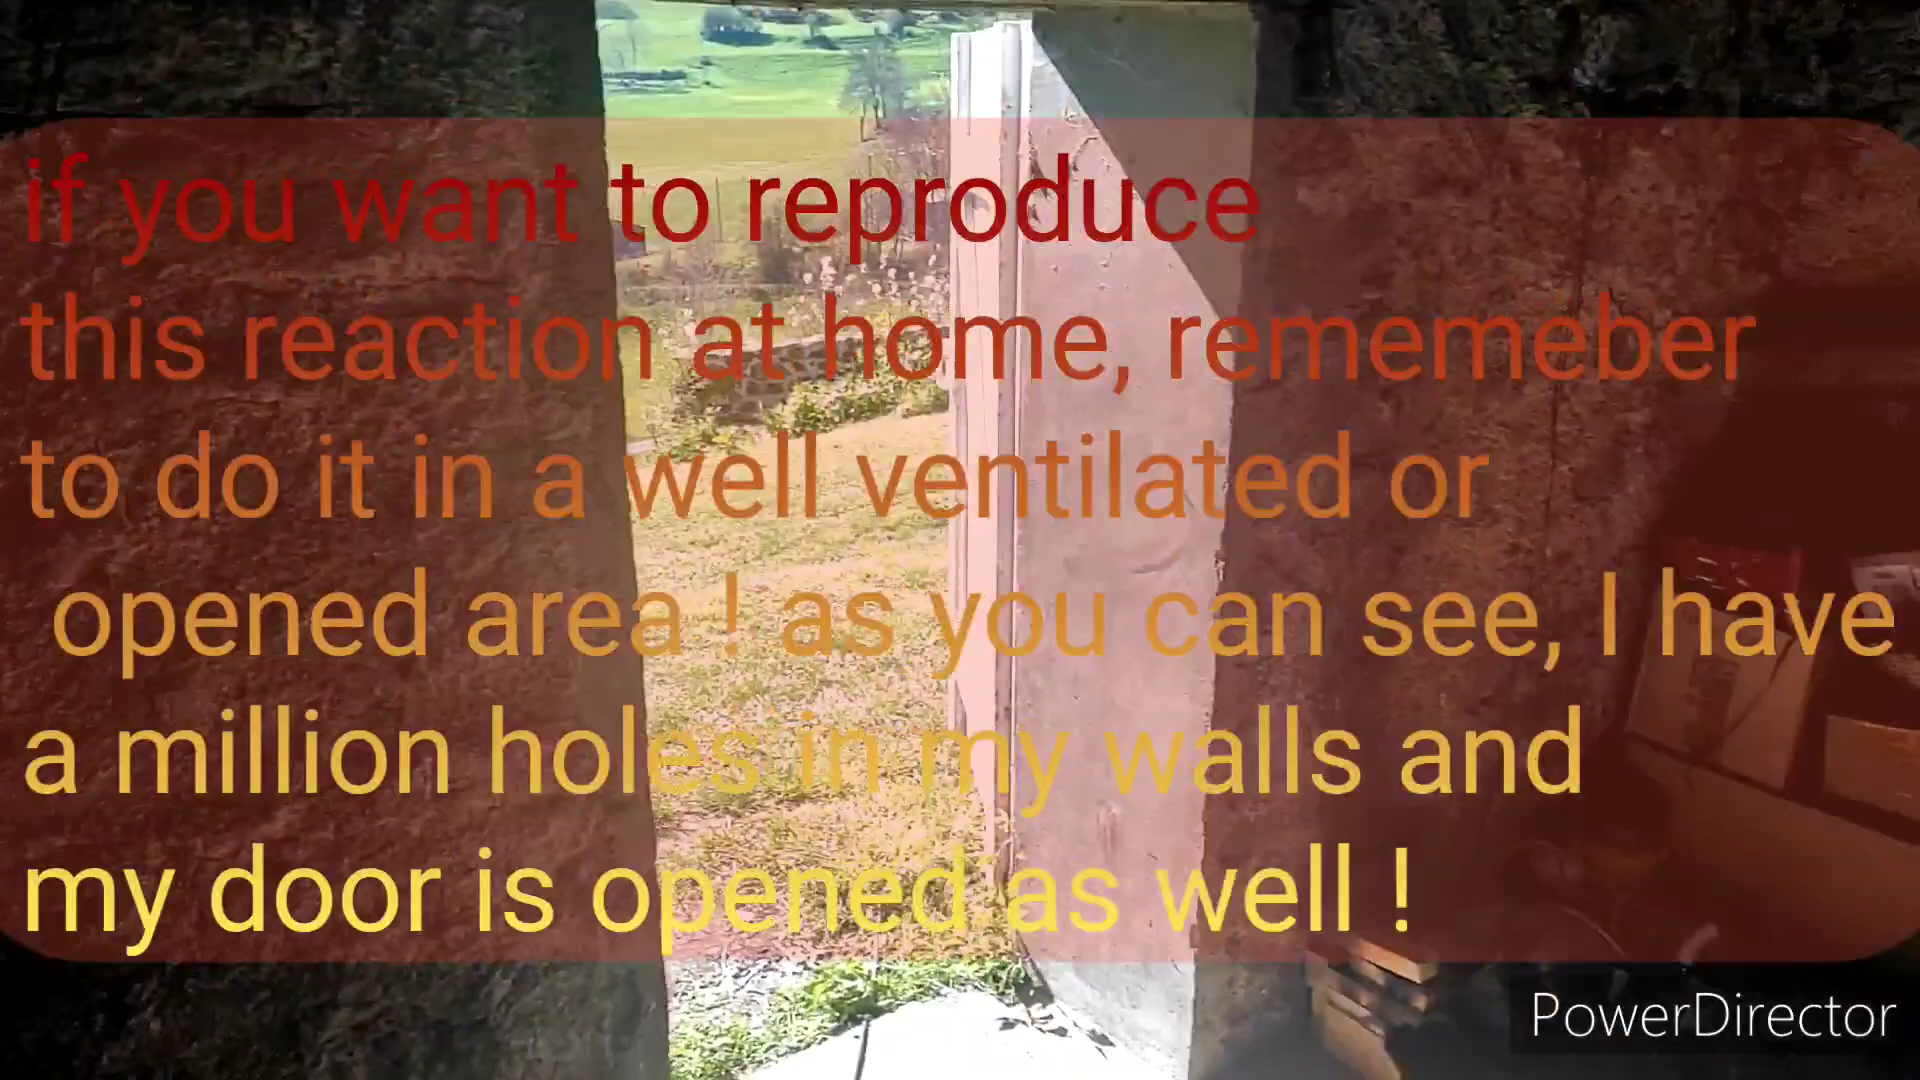 if you want to reproduce
this reaction at home, rememeber
to do it in a well ventilated or
opened area ! as you can see, I have
a million holes in my walls and
my door is opened as well !
PowerDirector